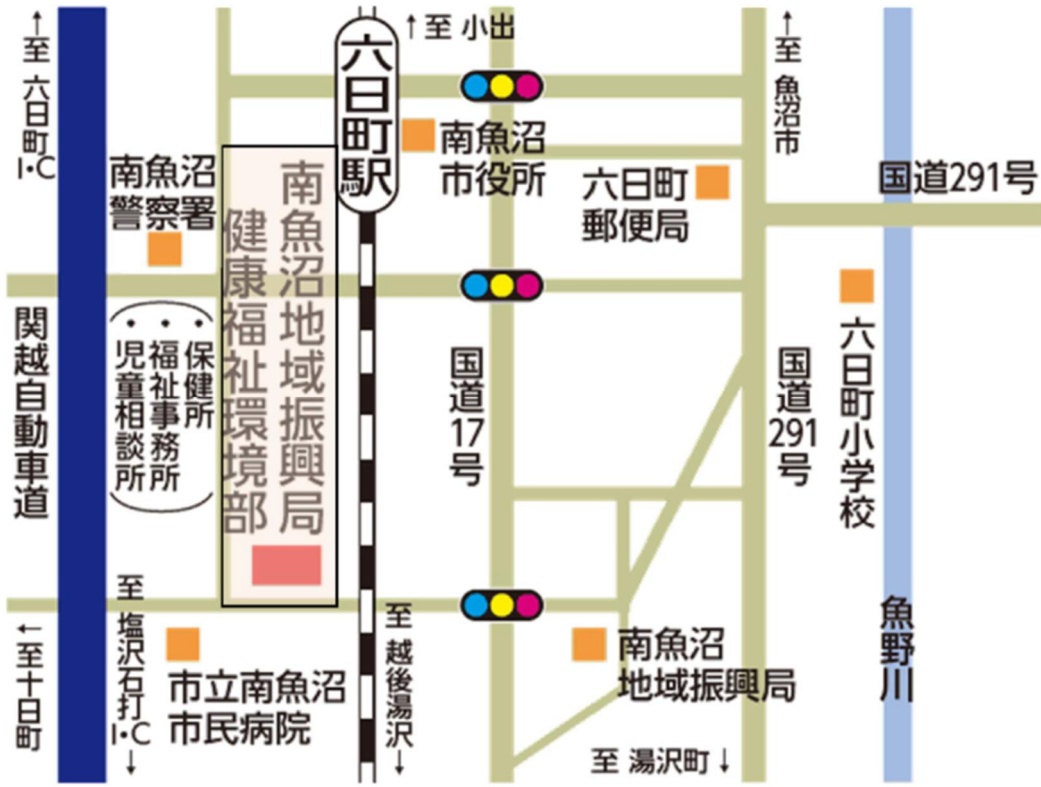 ↑至 六日町I・C
六日町駅
↑至 小出
↑至 魚沼市
南魚沼
市役所
南魚沼
警察署
六日町
郵便局
国道291号
南魚沼地域振興局
健康福祉環境部
(・保健所
・福祉事務所
・児童相談所)
関越自動車道
国道17号
国道291号
六日町小学校
魚野川
←至十日町
至 塩沢石打I・C↓
市立南魚沼
市民病院
至 越後湯沢↓
南魚沼
地域振興局
至 湯沢町↓